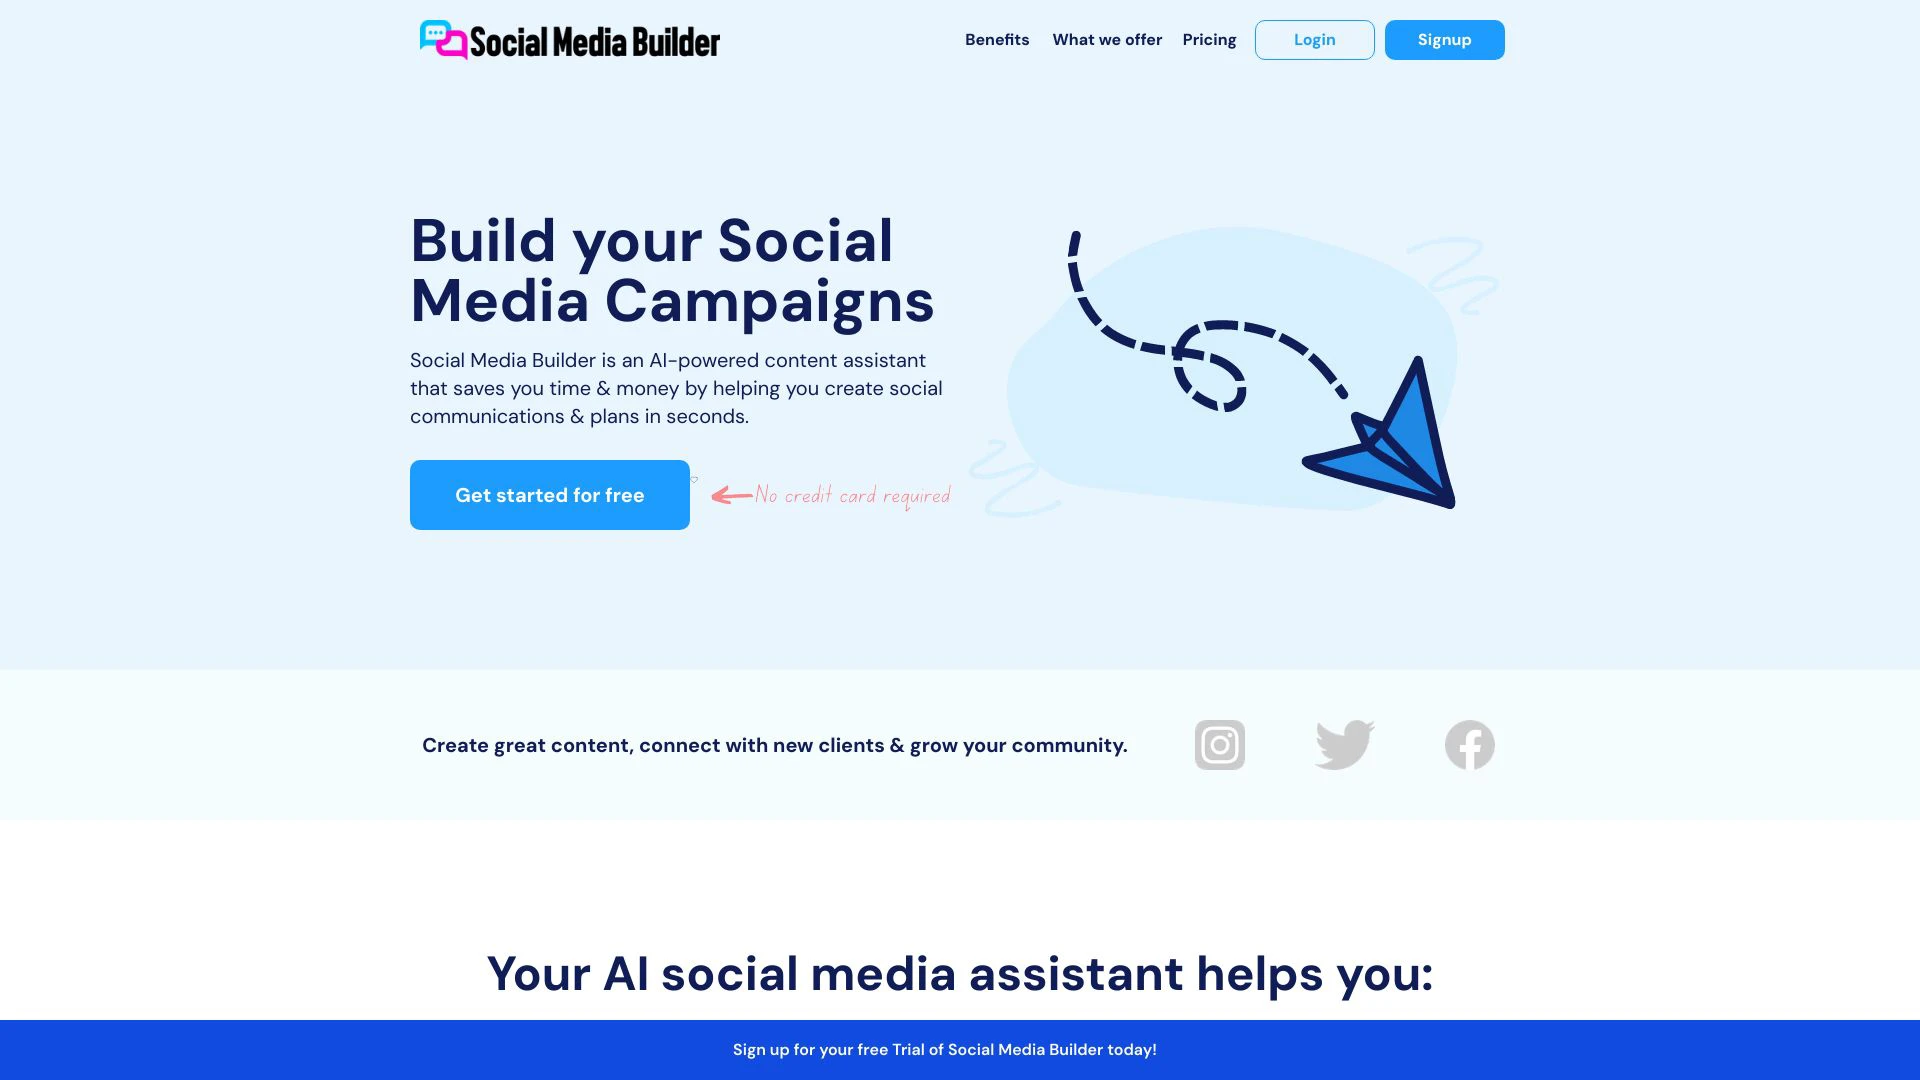 Social Media Builder
Benefits
What we offer
Pricing
Login
Signup
Build your Social
Media Campaigns
Social Media Builder is an AI-powered content assistant
that saves you time & money by helping you create social
communications & plans in seconds.
Get started for free
No credit card required
Create great content, connect with new clients & grow your community.
Your AI social media assistant helps you:
Sign up for your free Trial of Social Media Builder today!